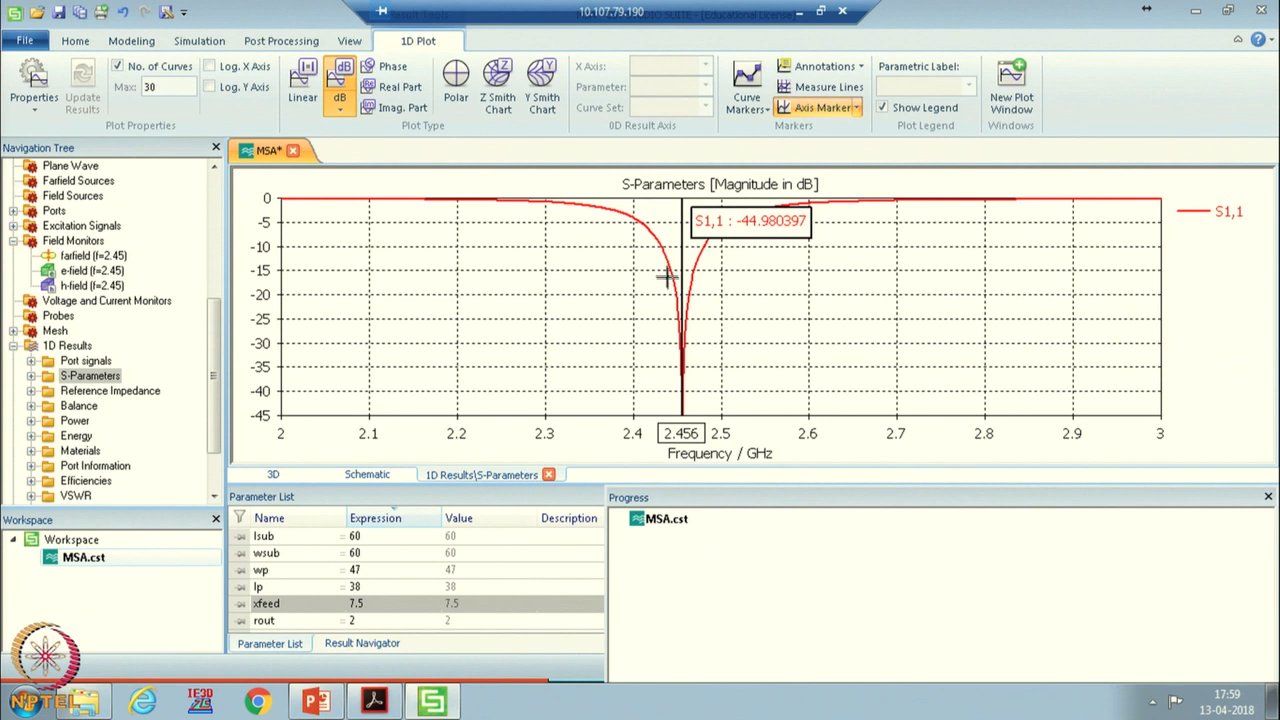 10.107.79.190
File
Home
Modeling
Simulation
Post Processing
View
1D Plot
Properties
Update Results
No. of Curves
Max: 30
Log. X Axis
Log. Y Axis
Plot Properties
Linear
dB
Phase
Real Part
Imag. Part
Polar
Z Smith Chart
Y Smith Chart
Plot Type
X Axis:
Parameter:
Curve Set:
0D Result Axis
Curve Markers
Annotations
Measure Lines
Axis Marker
Markers
Parametric Label:
Show Legend
Plot Legend
New Plot Window
Windows
Navigation Tree
Plane Wave
Farfield Sources
Field Sources
Ports
Excitation Signals
Field Monitors
farfield (f=2.45)
e-field (f=2.45)
h-field (f=2.45)
Voltage and Current Monitors
Probes
Mesh
1D Results
Port signals
S-Parameters
Reference Impedance
Balance
Power
Energy
Materials
Port Information
Efficiencies
VSWR
MSA*
S-Parameters [Magnitude in dB]
0
-5
-10
-15
-20
-25
-30
-35
-40
-45
S1,1 : -44.980397
S1,1
2 2.1 2.2 2.3 2.4 2.456 2.5 2.6 2.7 2.8 2.9 3
Frequency / GHz
3D
Schematic
1D Results\S-Parameters
Workspace
Workspace
MSA.cst
Parameter List
Name Expression Value Description
lsub = 60 60
wsub = 60 60
wp = 47 47
lp = 38 38
xfeed = 7.5 7.5
rout = 2 2
Parameter List
Result Navigator
Progress
MSA.cst
NPTEL
IE3D
17:59
13-04-2018